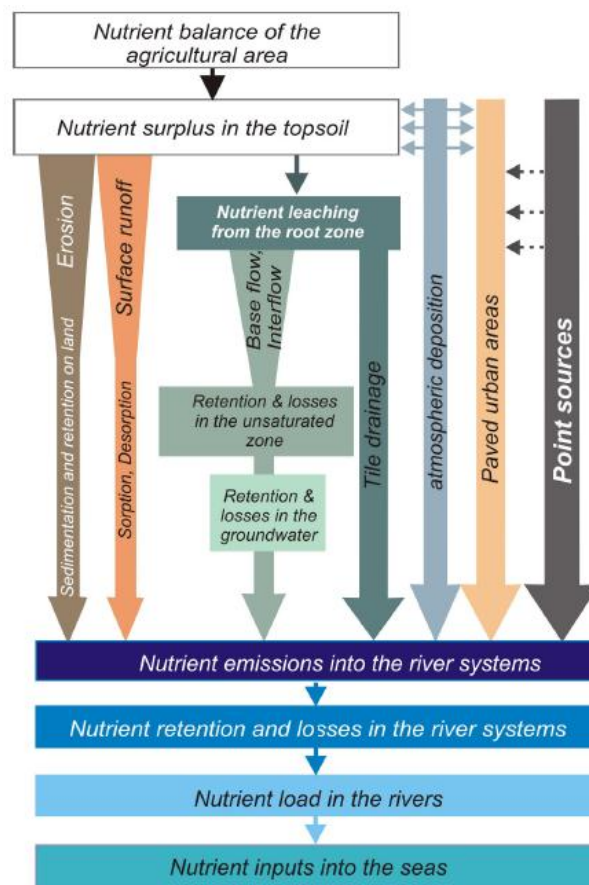 Nutrient balance of the
agricultural area
Nutrient surplus in the topsoil
Erosion
Sedimentation and retention on land
Surface runoff
Sorption, Desorption
Nutrient leaching
from the root zone
Base flow,
Interflow
Retention & losses
in the unsaturated
zone
Retention &
losses in the
groundwater
Tile drainage
atmospheric deposition
Paved urban areas
Point sources
Nutrient emissions into the river systems
Nutrient retention and losses in the river systems
Nutrient load in the rivers
Nutrient inputs into the seas